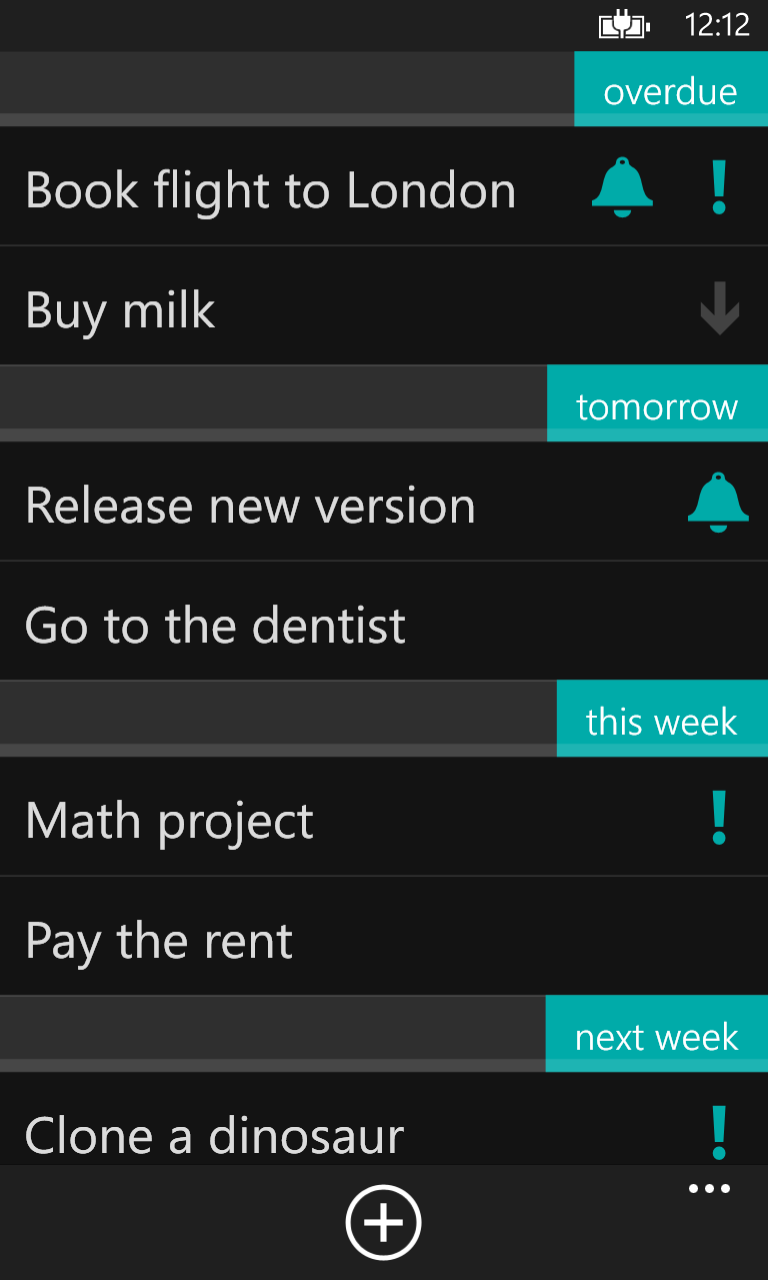 12:12
overdue
Book flight to London
Buy milk
tomorrow
Release new version
Go to the dentist
this week
Math project
Pay the rent
next week
Clone a dinosaur